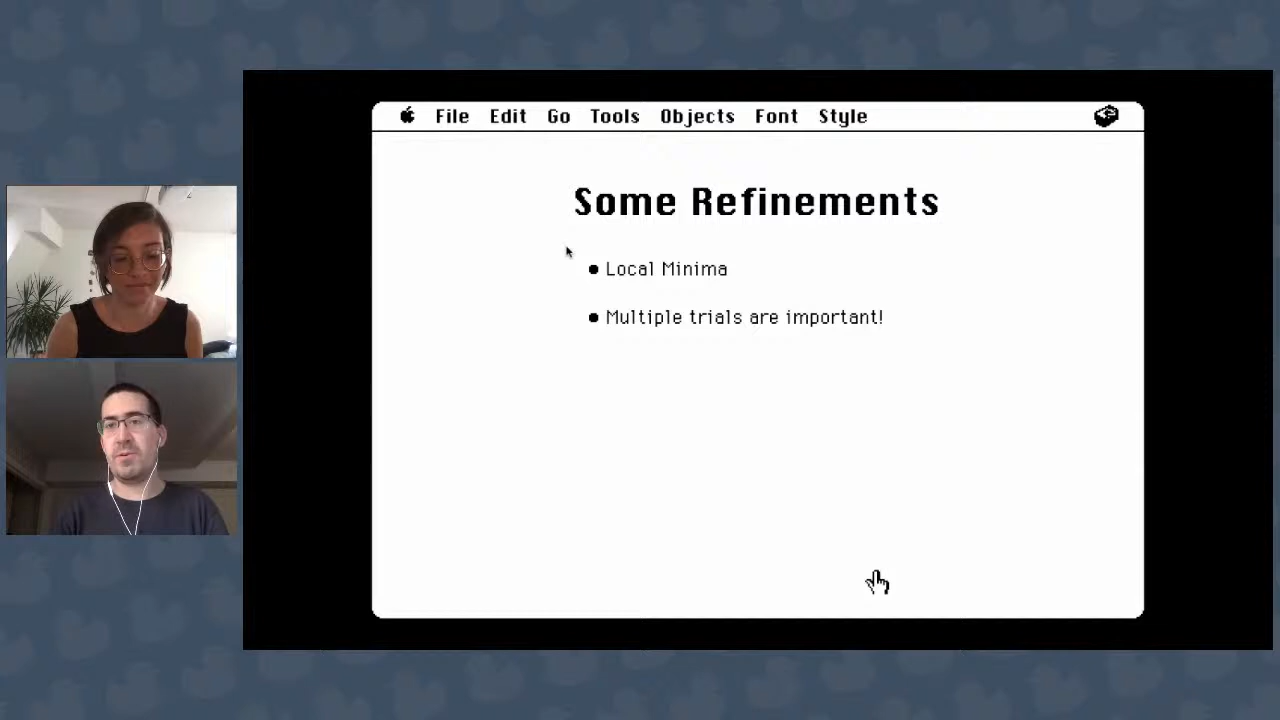 File Edit Go Tools Objects Font Style
Some Refinements
● Local Minima
● Multiple trials are important!